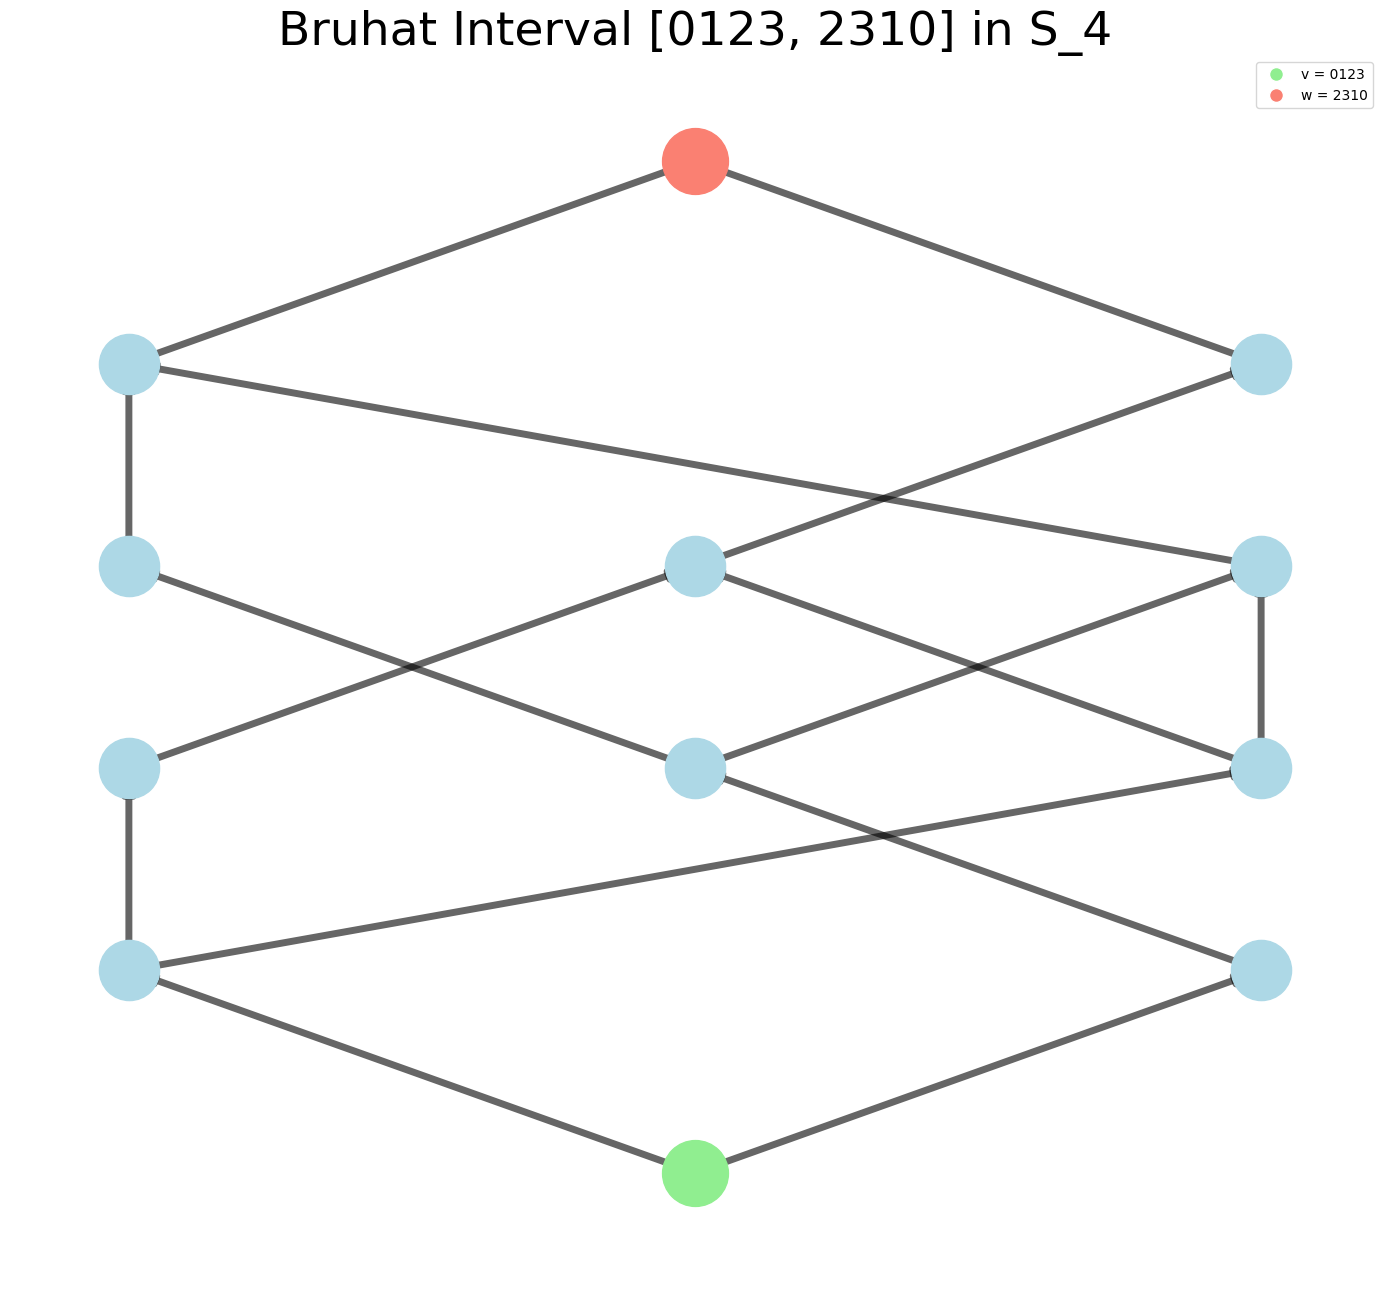 Bruhat Interval [0123, 2310] in S_4
v = 0123
w = 2310